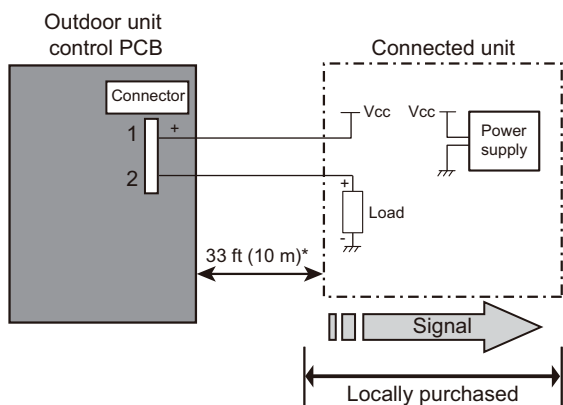 Outdoor unit
control PCB
Connected unit
Connector
1
+
2
Vcc
Vcc
Power
supply
+
Load
-
33 ft (10 m)*
Signal
Locally purchased